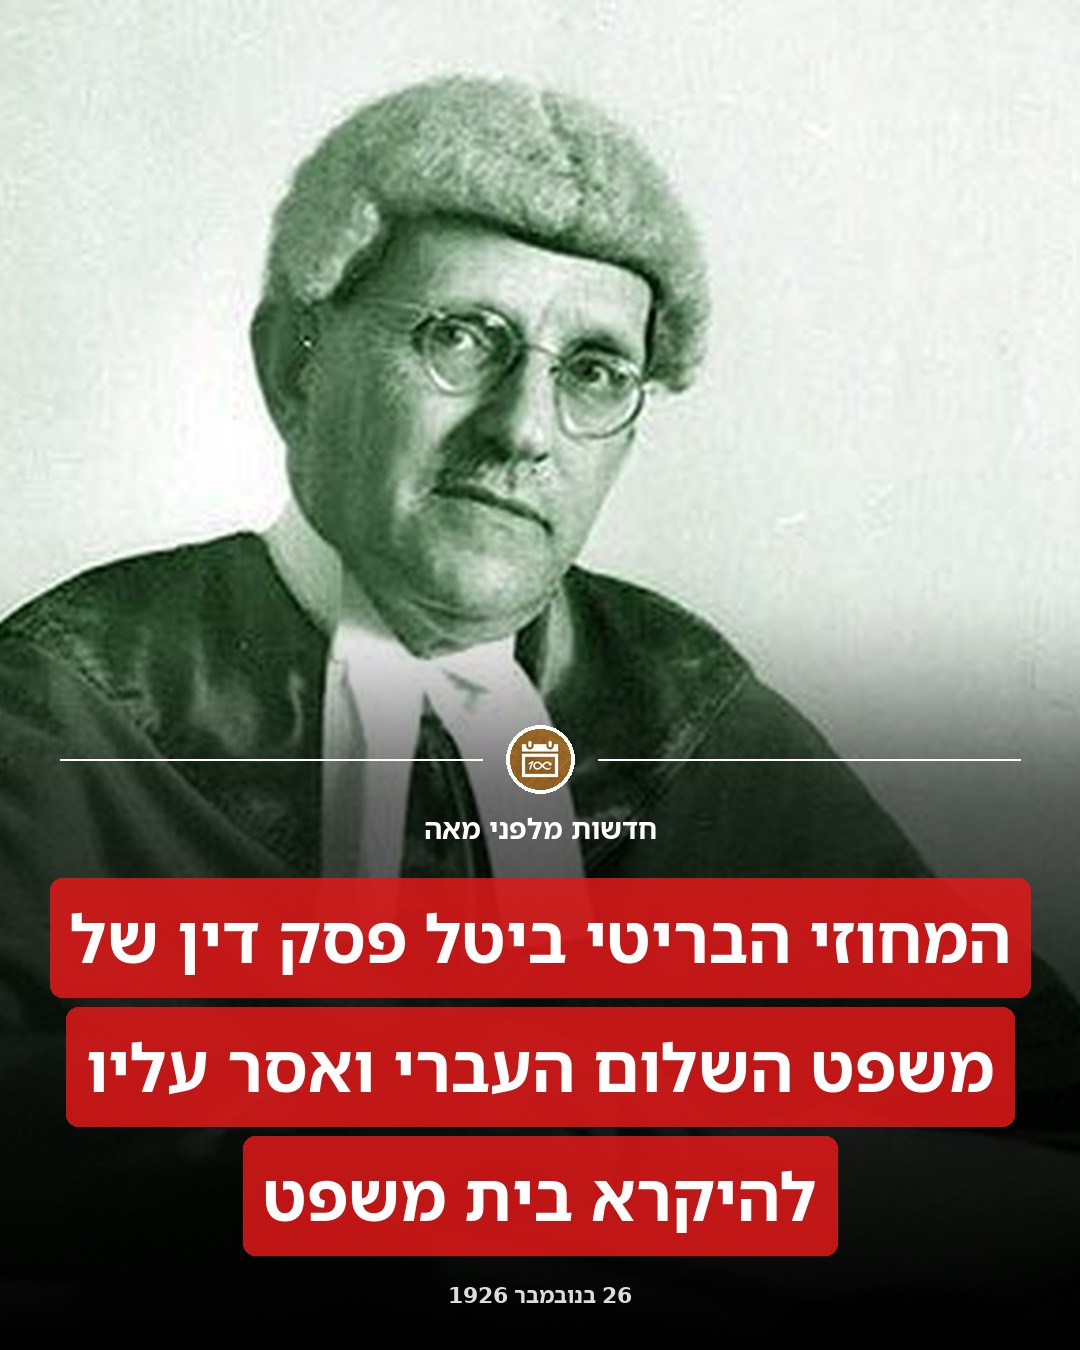 100
חדשות מלפני מאה
המחוזי הבריטי ביטל פסק דין של
משפט השלום העברי ואסר עליו
להיקרא בית משפט
26 בנובמבר 1926